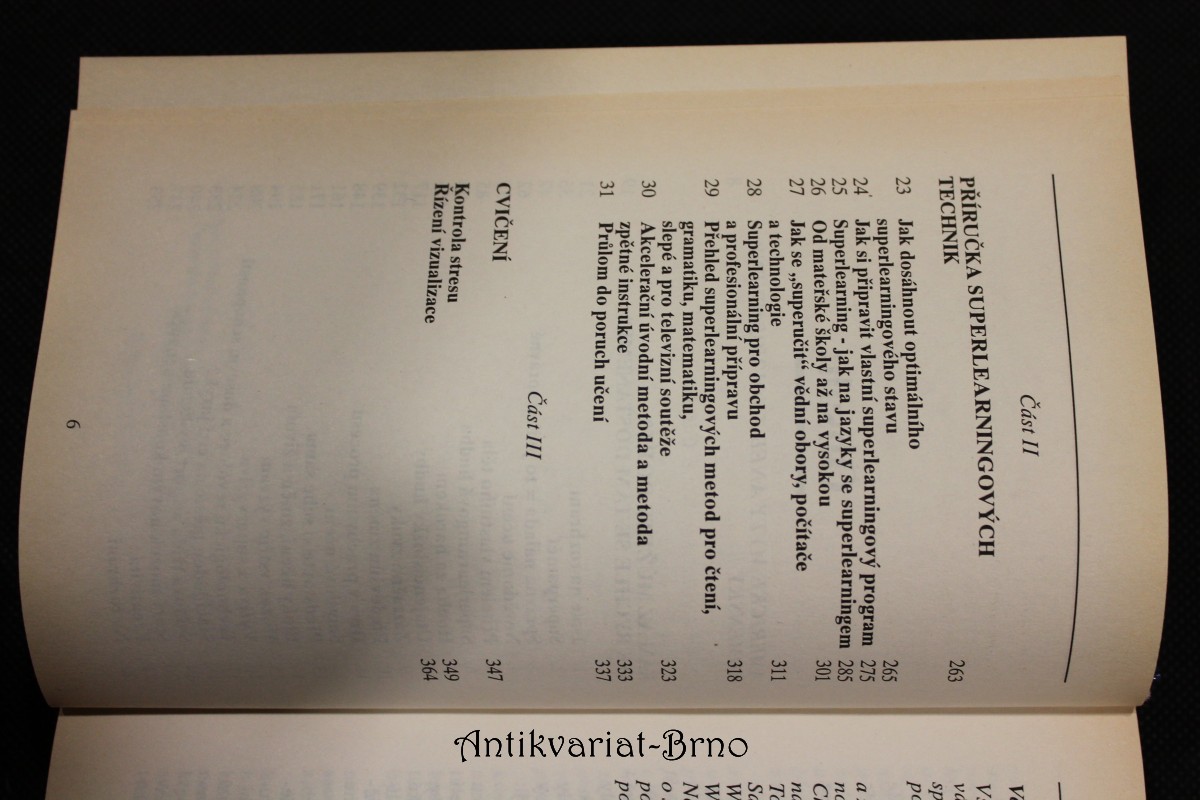 Část II
PŘÍRUČKA SUPERLEARNINGOVÝCH
TECHNIK 263
23 Jak dosáhnout optimálního
superlearningového stavu 265
24 Jak si připravit vlastní superlearningový program 275
25 Superlearning - jak na jazyky se superlearningem 285
26 Od mateřské školy až na vysokou 301
27 Jak se „superučit“ vědní obory, počítače
a technologie 311
28 Superlearning pro obchod
a profesionální přípravu 318
29 Přehled superlearningových metod pro čtení,
gramatiku, matematiku,
slepé a pro televizní soutěže 323
30 Akcelerační úvodní metoda a metoda
zpětné instrukce 333
31 Průlom do poruch učení 337
Část III
CVIČENÍ 347
Kontrola stresu 349
Řízení vizualizace 364
6
Antikvariat-Brno